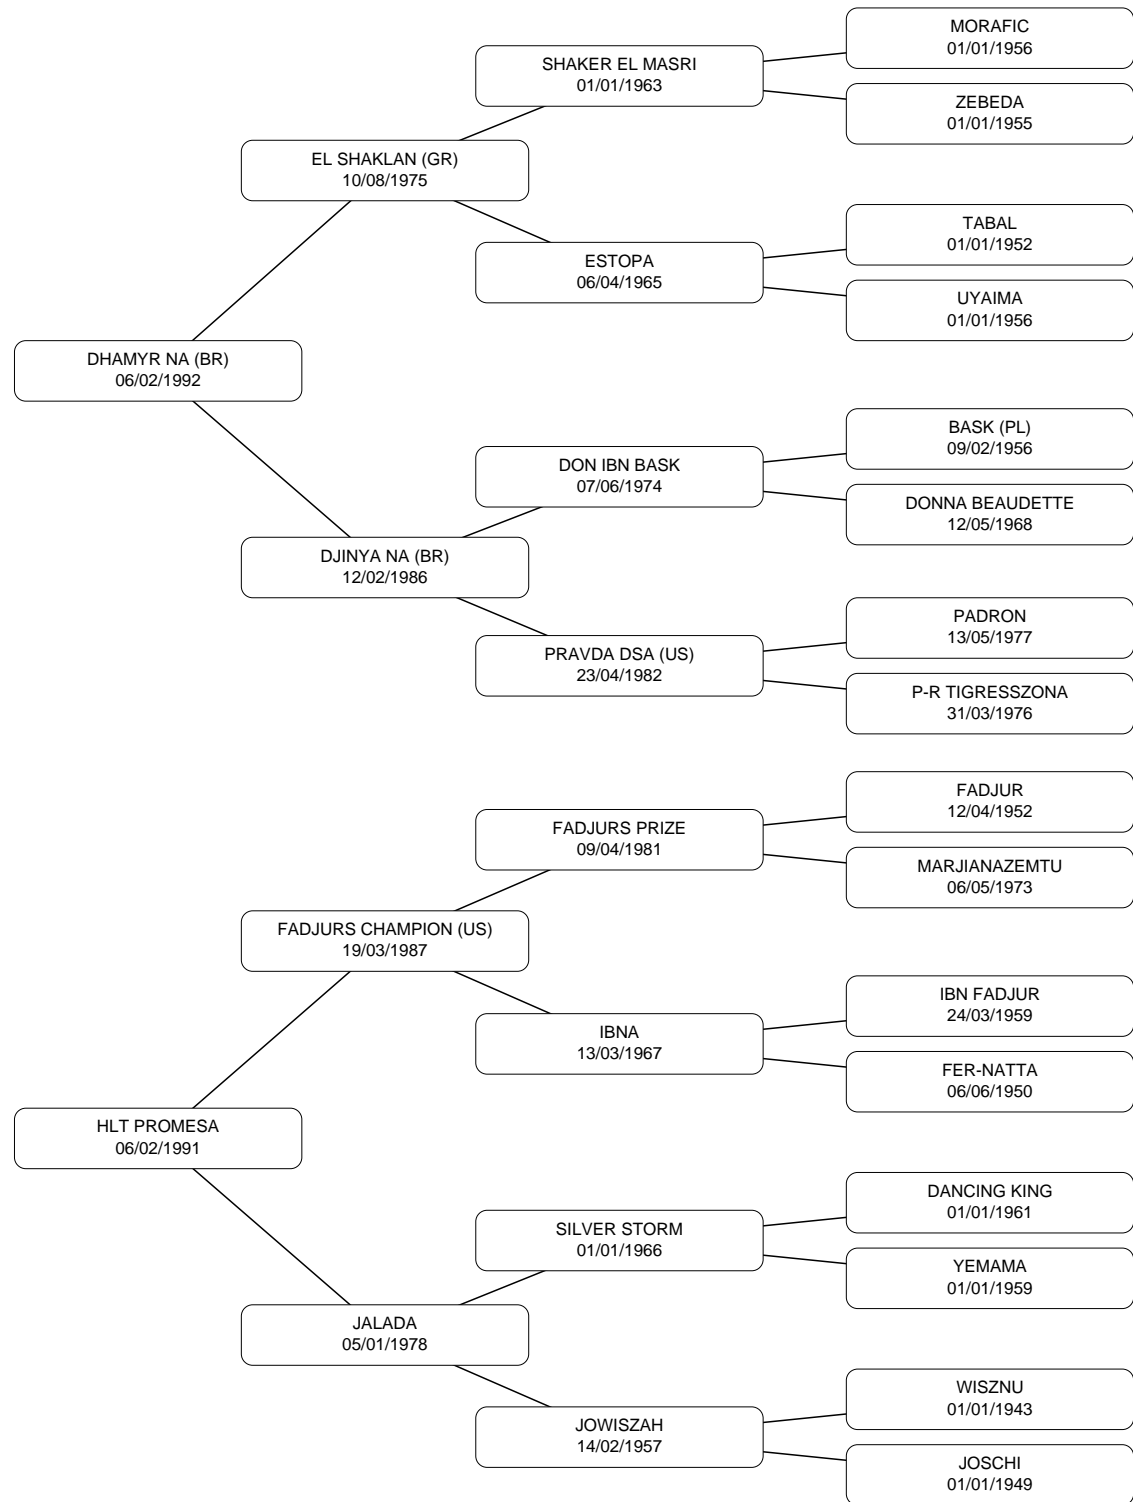 MORAFIC
01/01/1956
SHAKER EL MASRI
01/01/1963
ZEBEDA
01/01/1955
EL SHAKLAN (GR)
10/08/1975
TABAL
01/01/1952
ESTOPA
06/04/1965
UYAIMA
01/01/1956
DHAMYR NA (BR)
06/02/1992
BASK (PL)
09/02/1956
DON IBN BASK
07/06/1974
DONNA BEAUDETTE
12/05/1968
DJINYA NA (BR)
12/02/1986
PADRON
13/05/1977
PRAVDA DSA (US)
23/04/1982
P-R TIGRESSZONA
31/03/1976
FADJUR
12/04/1952
FADJURS PRIZE
09/04/1981
MARJIANAZEMTU
06/05/1973
FADJURS CHAMPION (US)
19/03/1987
IBN FADJUR
24/03/1959
IBNA
13/03/1967
FER-NATTA
06/06/1950
HLT PROMESA
06/02/1991
DANCING KING
01/01/1961
SILVER STORM
01/01/1966
YEMAMA
01/01/1959
JALADA
05/01/1978
WISZNU
01/01/1943
JOWISZAH
14/02/1957
JOSCHI
01/01/1949